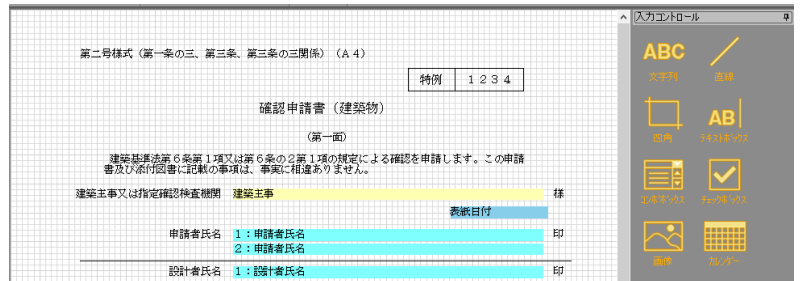 入力コントロール
第二号様式（第一条の三、第三条、第三条の三関係）（A４）
特例 １２３４
確認申請書（建築物）
（第一面）
建築基準法第６条第１項又は第６条の２第１項の規定による確認を申請します。この申請
書及び添付図書に記載の事項は、事実に相違ありません。
建築主事又は指定確認検査機関 建築主事 様
表紙日付
申請者氏名 １：申請者氏名 印
２：申請者氏名
設計者氏名 １：設計者氏名 印
ABC
文字列 直線
AB
四角 テキストボックス
コンボボックス チェックボックス
画像 カレンダー